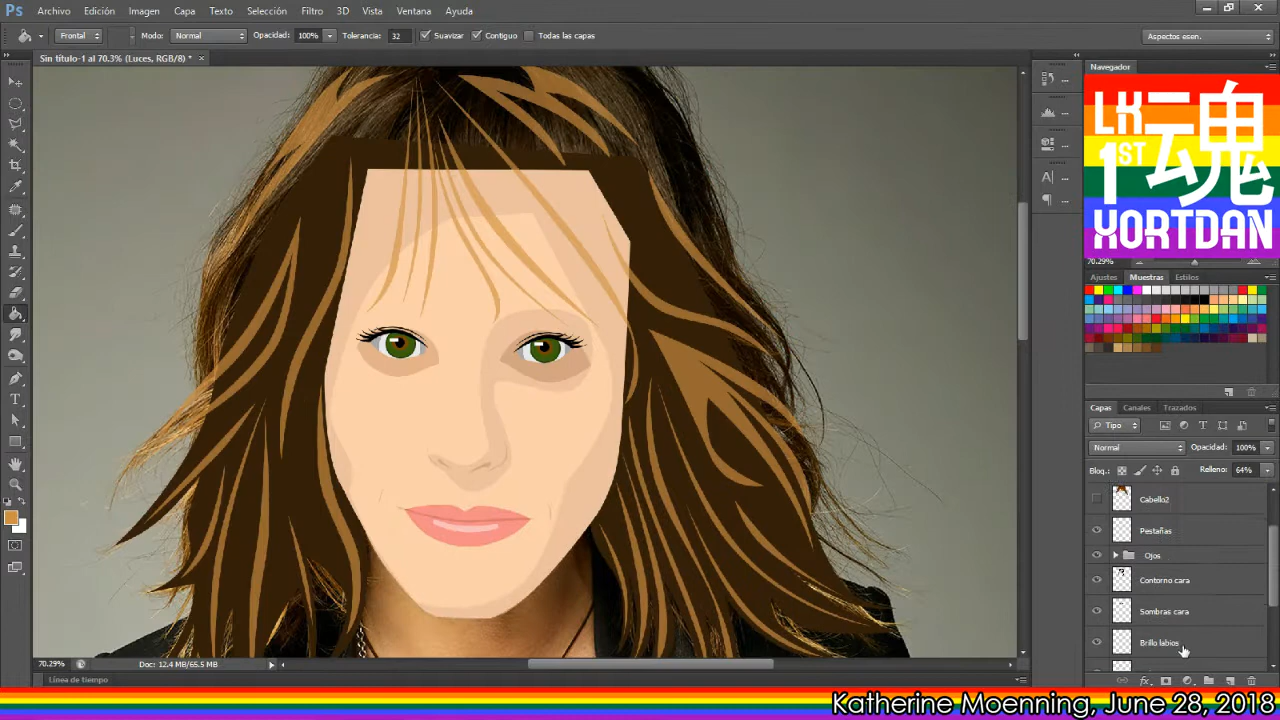 Ps Archivo Edición Imagen Capa Texto Selección Filtro 3D Vista Ventana Ayuda
Frontal Modo: Normal Opacidad: 100% Tolerancia: 32 Suavizar Contiguo Todas las capas Aspectos esen.
Sin título-1 al 70.3% (Luces, RGB/8) *
Navegador
LK 魂
1ST
XORTDAN
70.29%
Ajustes Muestras Estilos
Capas Canales Trazados
Tipo
Normal Opacidad: 100%
Bloq.: Relleno: 64%
Cabello2
Pestañas
Ojos
Contorno cara
Sombras cara
Brillo labios
70.29% Doc: 12.4 MB/65.5 MB
Línea de tiempo
Katherine Moenning, June 28, 2018